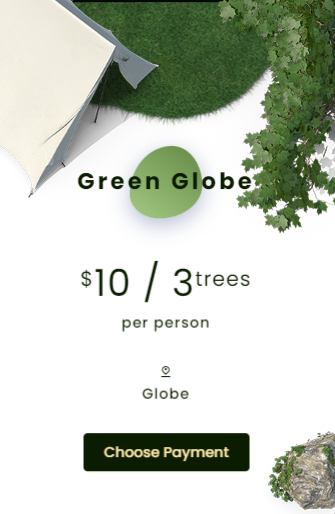 Green Globe
$10 / 3trees
per person
Globe
Choose Payment